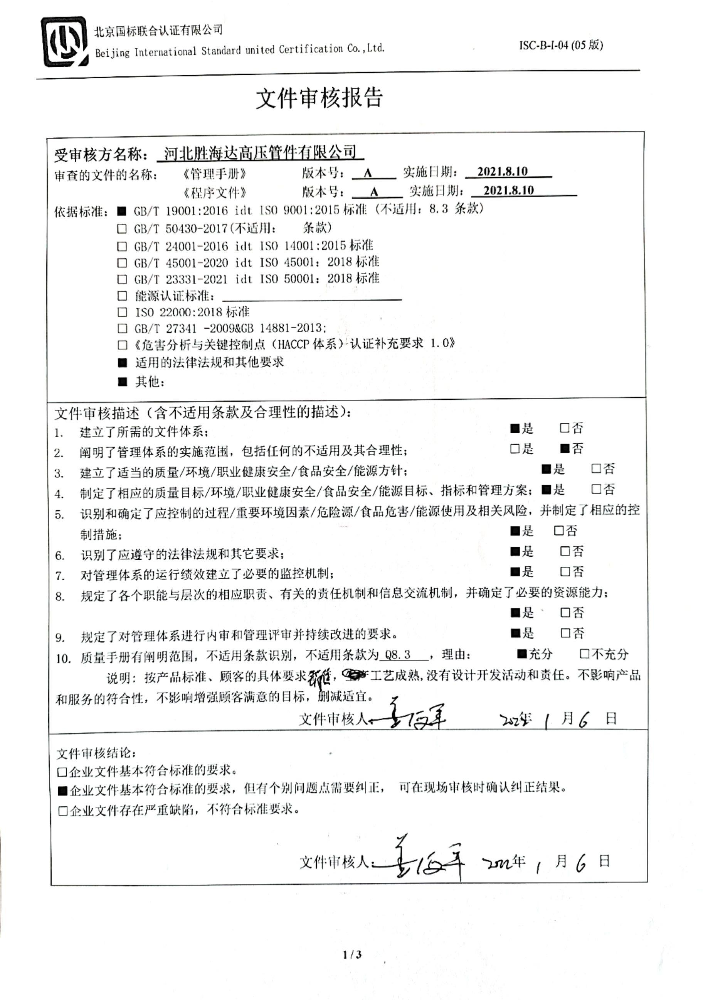 北京国标联合认证有限公司
Beijing International Standard united Certification Co.,Ltd.
ISC-B-I-04 (05 版)
文件审核报告
受审核方名称： 河北胜海达高压管件有限公司
审查的文件的名称： 《管理手册》 版本号： A 实施日期： 2021.8.10
《程序文件》 版本号： A 实施日期： 2021.8.10
依据标准：■ GB/T 19001:2016 idt ISO 9001:2015 标准（不适用：8.3 条款）
□ GB/T 50430-2017(不适用： 条款）
□ GB/T 24001-2016 idt ISO 14001:2015 标准
□ GB/T 45001-2020 idt ISO 45001：2018 标准
□ GB/T 23331-2021 idt ISO 50001：2018 标准
□ 能源认证标准：
□ ISO 22000:2018 标准
□ GB/T 27341 -2009&GB 14881-2013;
□《危害分析与关键控制点（HACCP 体系）认证补充要求 1.0》
■ 适用的法律法规和其他要求
■ 其他：
文件审核描述（含不适用条款及合理性的描述）：
1. 建立了所需的文件体系； ■是 □否
2. 阐明了管理体系的实施范围，包括任何的不适用及其合理性； □是 ■否
3. 建立了适当的质量/环境/职业健康安全/食品安全/能源方针； ■是 □否
4. 制定了相应的质量目标/环境/职业健康安全/食品安全/能源目标、指标和管理方案；■是 □否
5. 识别和确定了应控制的过程/重要环境因素/危险源/食品危害/能源使用及相关风险，并制定了相应的控
制措施； ■是 □否
6. 识别了应遵守的法律法规和其它要求； ■是 □否
7. 对管理体系的运行绩效建立了必要的监控机制； ■是 □否
8. 规定了各个职能与层次的相应职责、有关的责任机制和信息交流机制，并确定了必要的资源能力；
■是 □否
9. 规定了对管理体系进行内审和管理评审并持续改进的要求。 ■是 □否
10. 质量手册有阐明范围，不适用条款识别，不适用条款为 Q8.3 ，理由： ■充分 □不充分
说明：按产品标准、顾客的具体要求，工艺成熟,没有设计开发活动和责任。不影响产品
和服务的符合性，不影响增强顾客满意的目标，删减适宜。
文件审核人： 2022年 1 月 6 日
文件审核结论：
□企业文件基本符合标准的要求。
■企业文件基本符合标准的要求，但有个别问题点需要纠正， 可在现场审核时确认纠正结果。
□企业文件存在严重缺陷，不符合标准要求。
文件审核人： 2022年 1 月 6 日
1 / 3